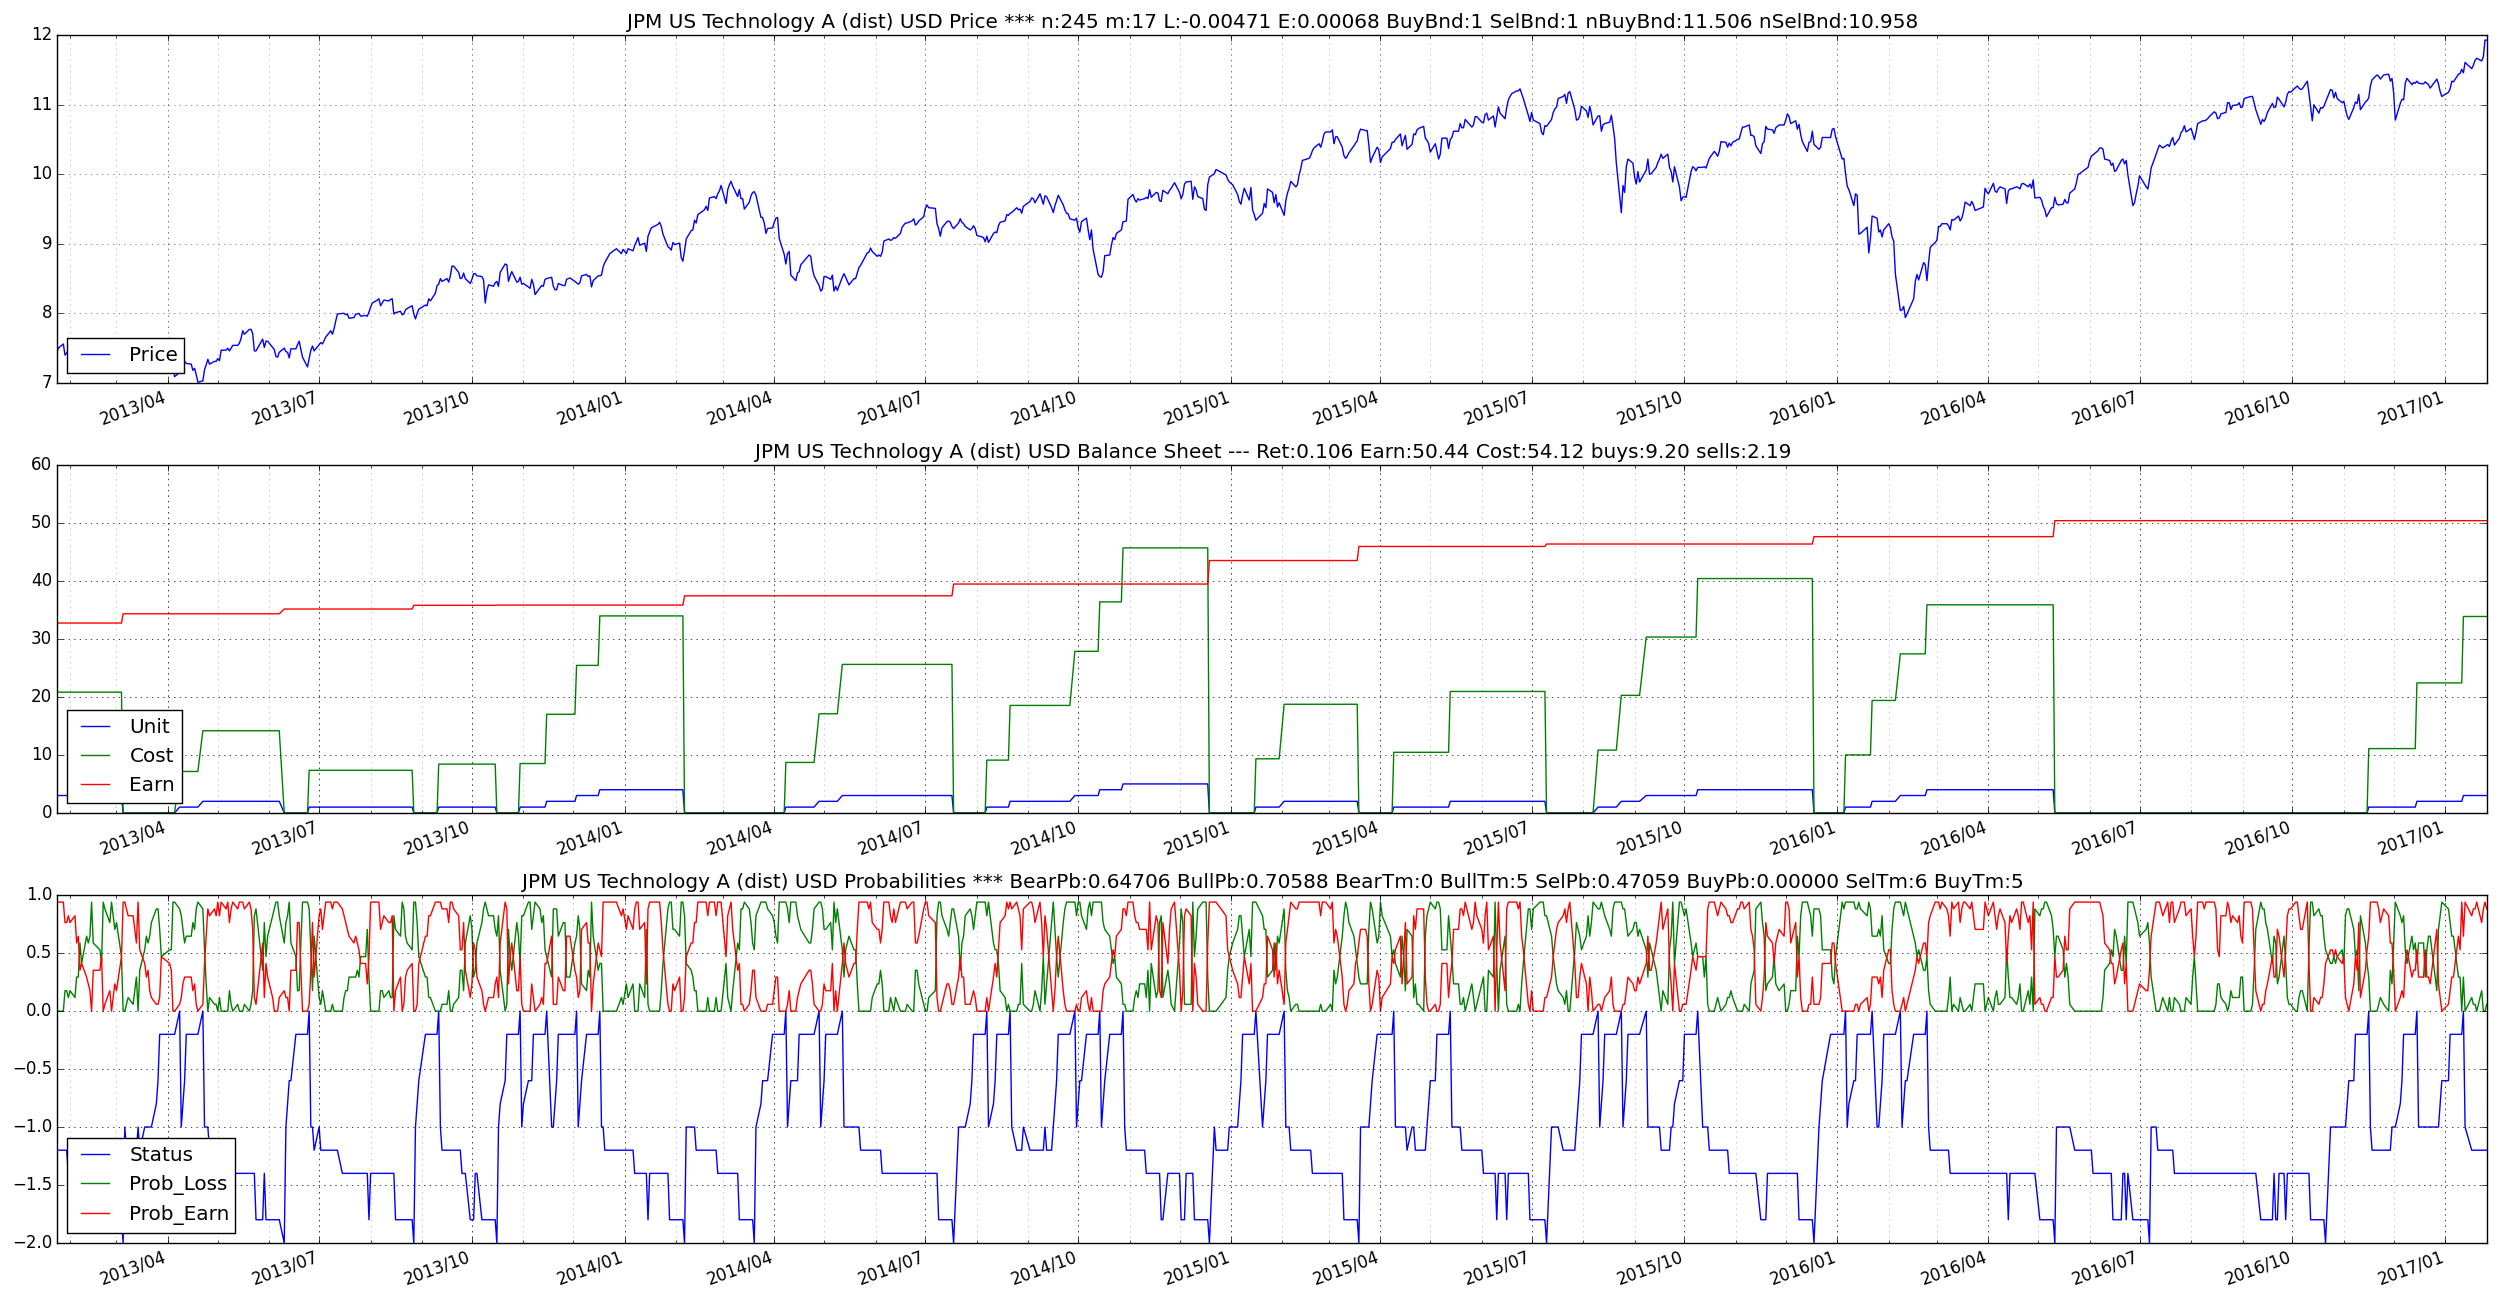 JPM US Technology A (dist) USD Price *** n:245 m:17 L:-0.00471 E:0.00068 BuyBnd:1 SelBnd:1 nBuyBnd:11.506 nSelBnd:10.958
12
11
10
9
8
7
Price
2013/04 2013/07 2013/10 2014/01 2014/04 2014/07 2014/10 2015/01 2015/04 2015/07 2015/10 2016/01 2016/04 2016/07 2016/10 2017/01
JPM US Technology A (dist) USD Balance Sheet --- Ret:0.106 Earn:50.44 Cost:54.12 buys:9.20 sells:2.19
60
50
40
30
20
10
0
Unit
Cost
Earn
2013/04 2013/07 2013/10 2014/01 2014/04 2014/07 2014/10 2015/01 2015/04 2015/07 2015/10 2016/01 2016/04 2016/07 2016/10 2017/01
JPM US Technology A (dist) USD Probabilities *** BearPb:0.64706 BullPb:0.70588 BearTm:0 BullTm:5 SelPb:0.47059 BuyPb:0.00000 SelTm:6 BuyTm:5
1.0
0.5
0.0
−0.5
−1.0
−1.5
−2.0
Status
Prob_Loss
Prob_Earn
2013/04 2013/07 2013/10 2014/01 2014/04 2014/07 2014/10 2015/01 2015/04 2015/07 2015/10 2016/01 2016/04 2016/07 2016/10 2017/01